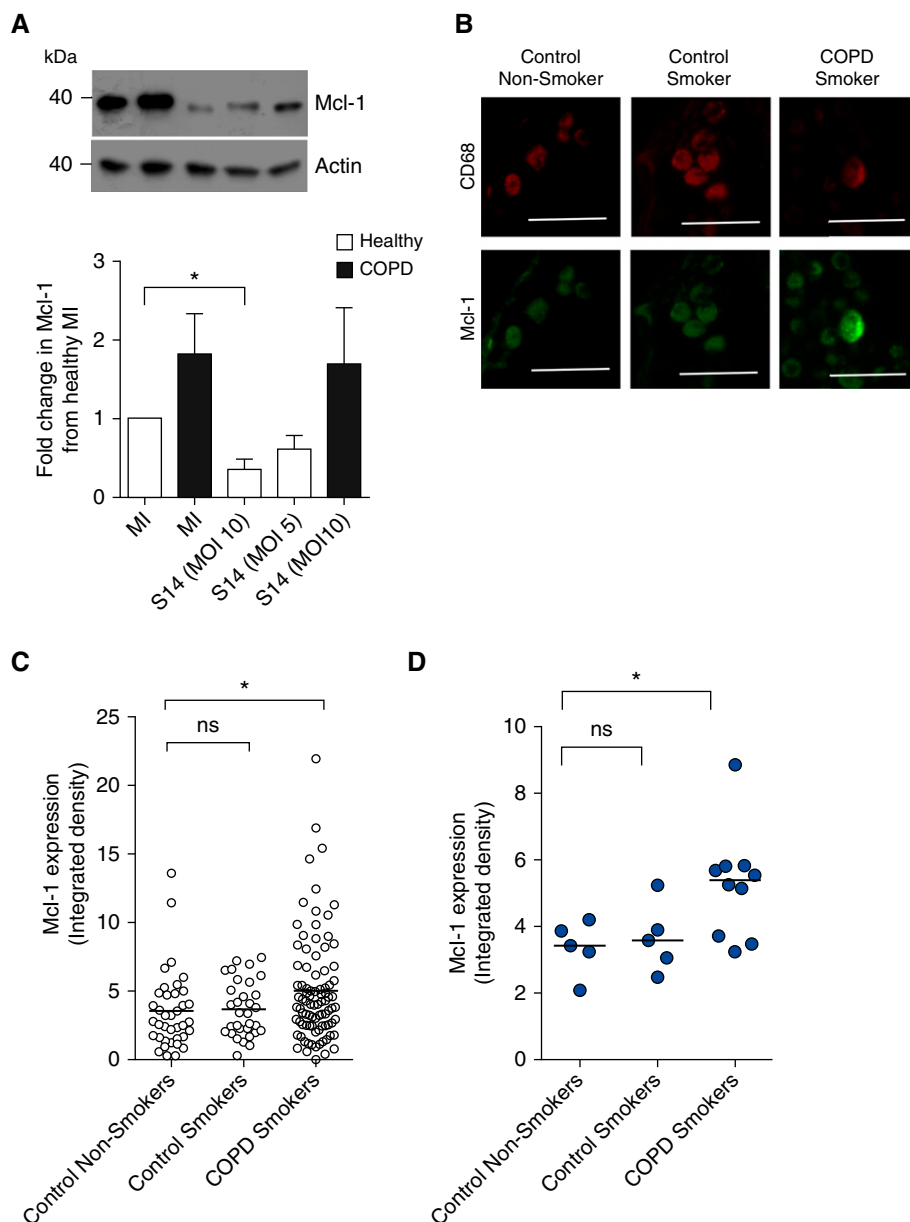 A
kDa
40
Mcl-1
40
Actin
Healthy
COPD
Fold change in Mcl-1
from healthy MI
3
2
1
0
*
MI
MI
S14 (MOI 10)
S14 (MOI 5)
S14 (MOI10)
B
Control
Non-Smoker
Control
Smoker
COPD
Smoker
CD68
Mcl-1
C
Mcl-1 expression
(Integrated density)
25
20
15
10
5
0
*
ns
Control Non-Smokers
Control Smokers
COPD Smokers
D
Mcl-1 expression
(Integrated density)
10
8
6
4
2
0
*
ns
Control Non-Smokers
Control Smokers
COPD Smokers